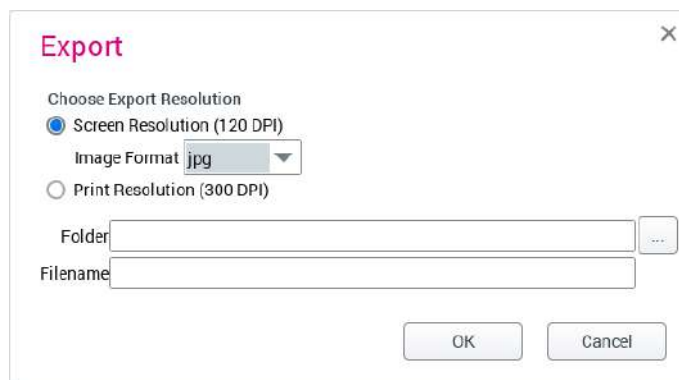 Export
Choose Export Resolution
Screen Resolution (120 DPI)
Image Format jpg
Print Resolution (300 DPI)
Folder ...
Filename
OK Cancel